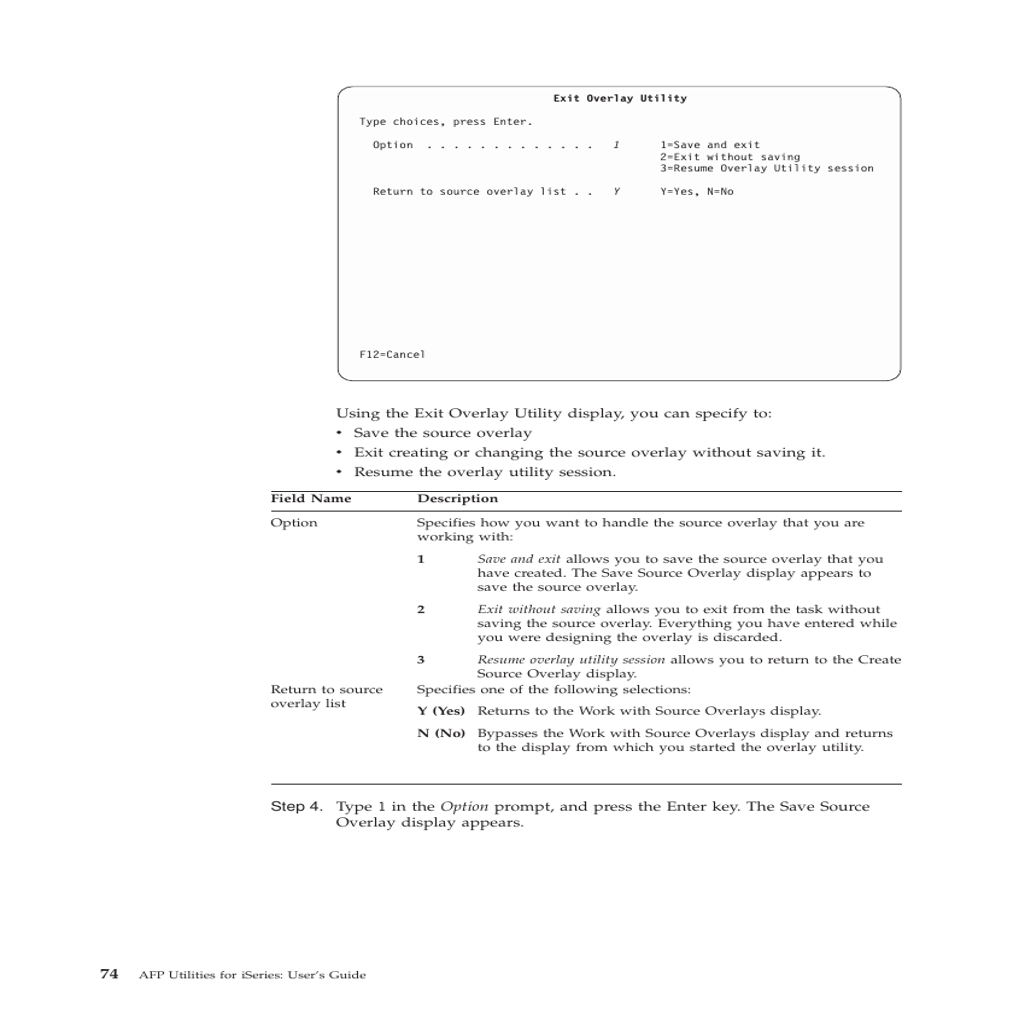 Exit Overlay Utility
Type choices, press Enter.
Option . . . . . . . . . . . . . 1 1=Save and exit
2=Exit without saving
3=Resume Overlay Utility session
Return to source overlay list . . Y Y=Yes, N=No
F12=Cancel
Using the Exit Overlay Utility display, you can specify to:
• Save the source overlay
• Exit creating or changing the source overlay without saving it.
• Resume the overlay utility session.
Field Name Description
Option Specifies how you want to handle the source overlay that you are
working with:
1 Save and exit allows you to save the source overlay that you
have created. The Save Source Overlay display appears to
save the source overlay.
2 Exit without saving allows you to exit from the task without
saving the source overlay. Everything you have entered while
you were designing the overlay is discarded.
3 Resume overlay utility session allows you to return to the Create
Source Overlay display.
Return to source Specifies one of the following selections:
overlay list
Y (Yes) Returns to the Work with Source Overlays display.
N (No) Bypasses the Work with Source Overlays display and returns
to the display from which you started the overlay utility.
Step 4. Type 1 in the Option prompt, and press the Enter key. The Save Source
Overlay display appears.
74 AFP Utilities for iSeries: User's Guide